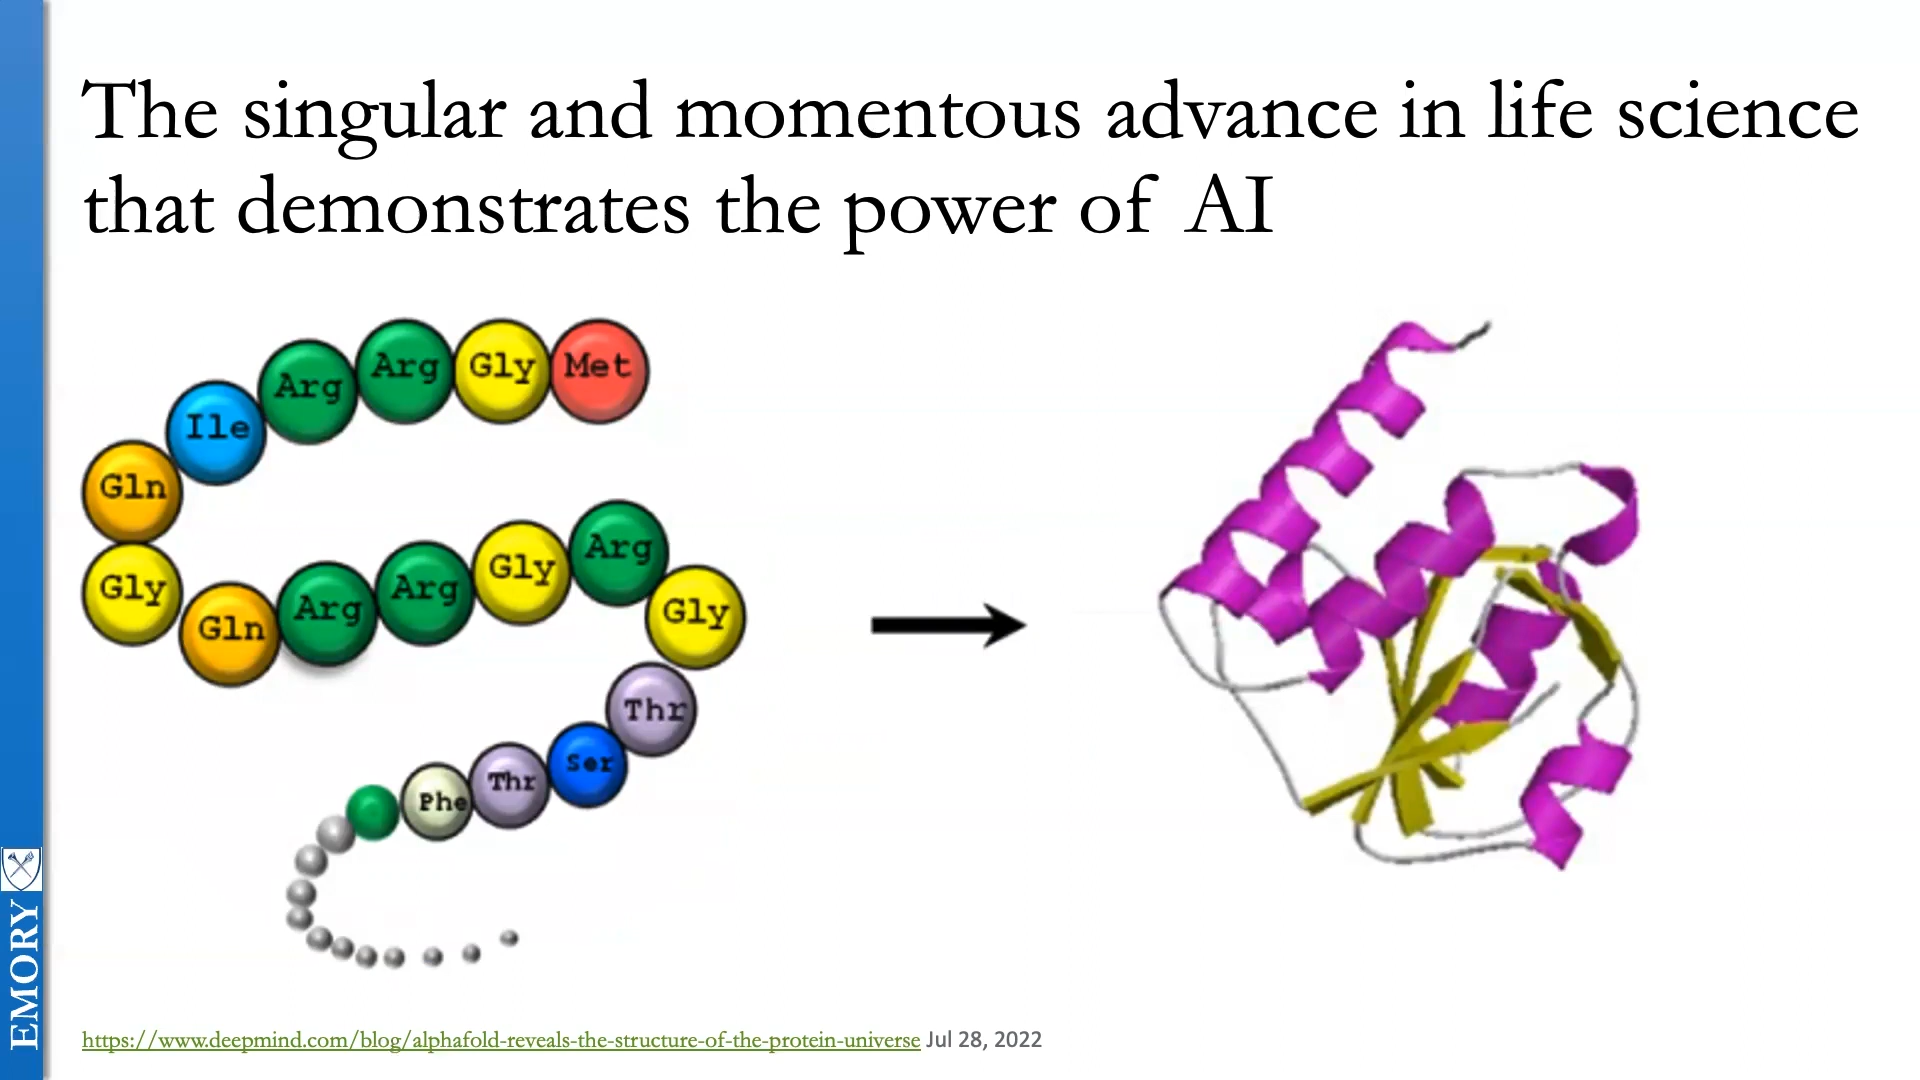 The singular and momentous advance in life science
that demonstrates the power of AI
Met
Gly
Arg
Arg
Ile
Gln
Gly
Gln
Arg
Arg
Gly
Arg
Gly
Thr
Ser
Thr
Phe
EMORY
https://www.deepmind.com/blog/alphafold-reveals-the-structure-of-the-protein-universe Jul 28, 2022